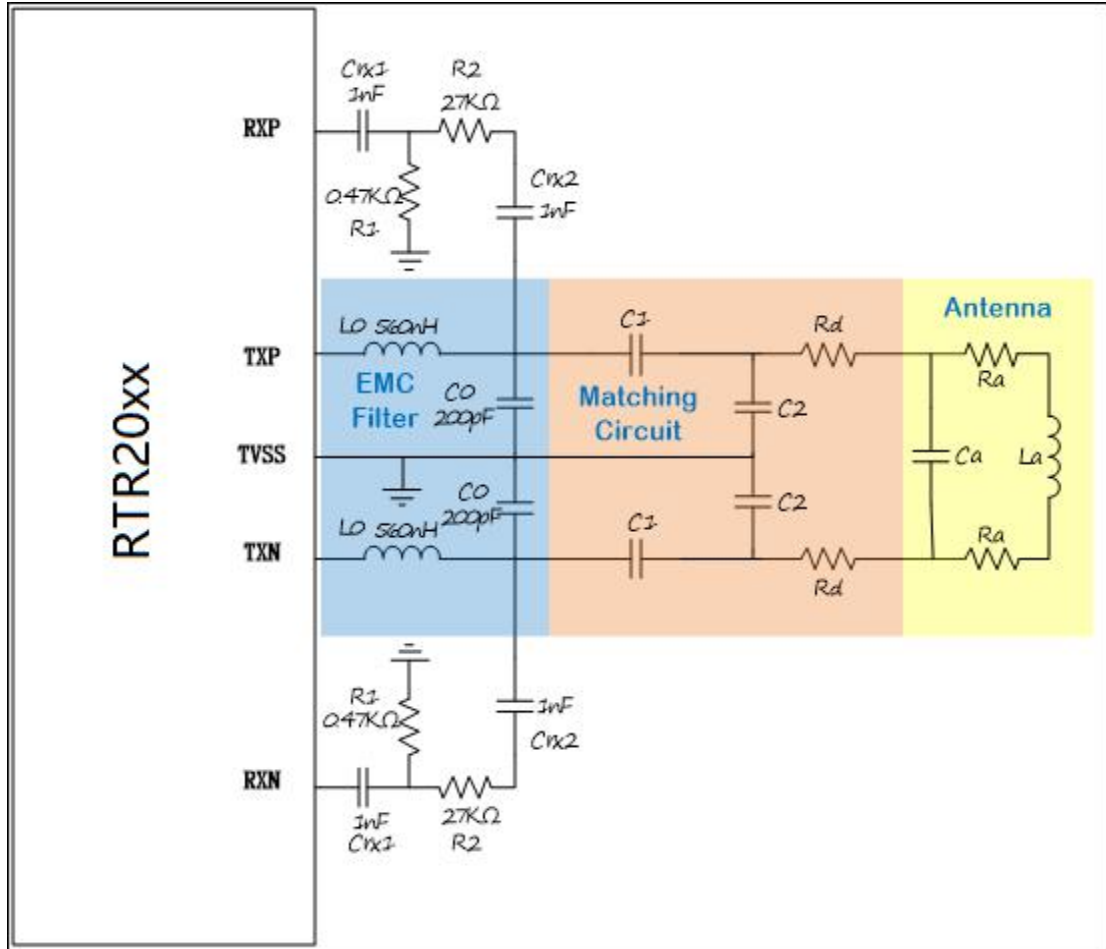 Crx1
1nF
R2
27KΩ
RXP
0.47KΩ
R1
Crx2
1nF
Antenna
L0 560nH
C1
Rd
TXP
Ra
EMC
Filter
C0
200pF
Matching
Circuit
C2
TVSS
Ca
La
C0
200pF
C2
L0 560nH
C1
Ra
TXN
Rd
RTR20xx
R1
0.47KΩ
1nF
Crx2
RXN
1nF
Crx1
27KΩ
R2